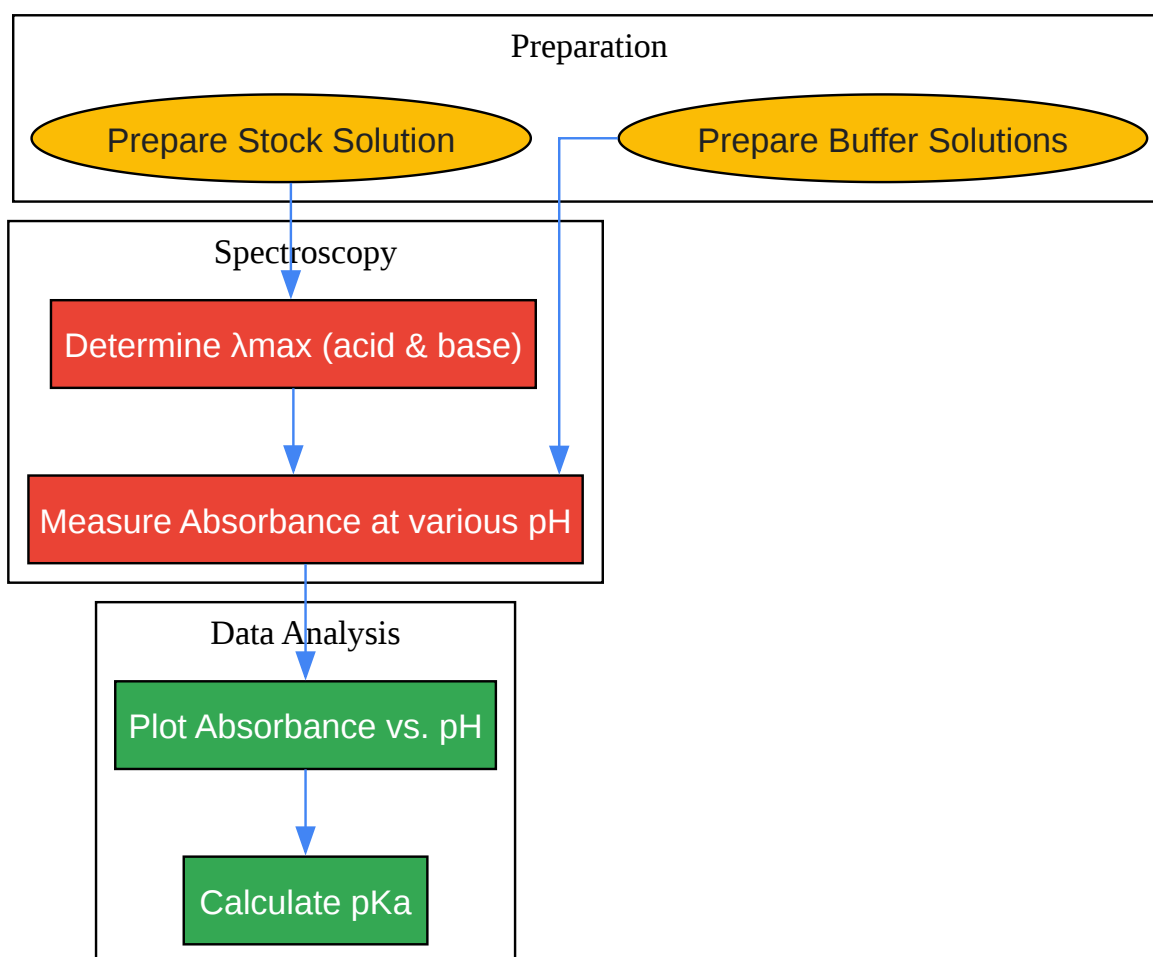 Preparation
Prepare Stock Solution
Prepare Buffer Solutions
Spectroscopy
Determine λmax (acid & base)
Measure Absorbance at various pH
Data Analysis
Plot Absorbance vs. pH
Calculate pKa